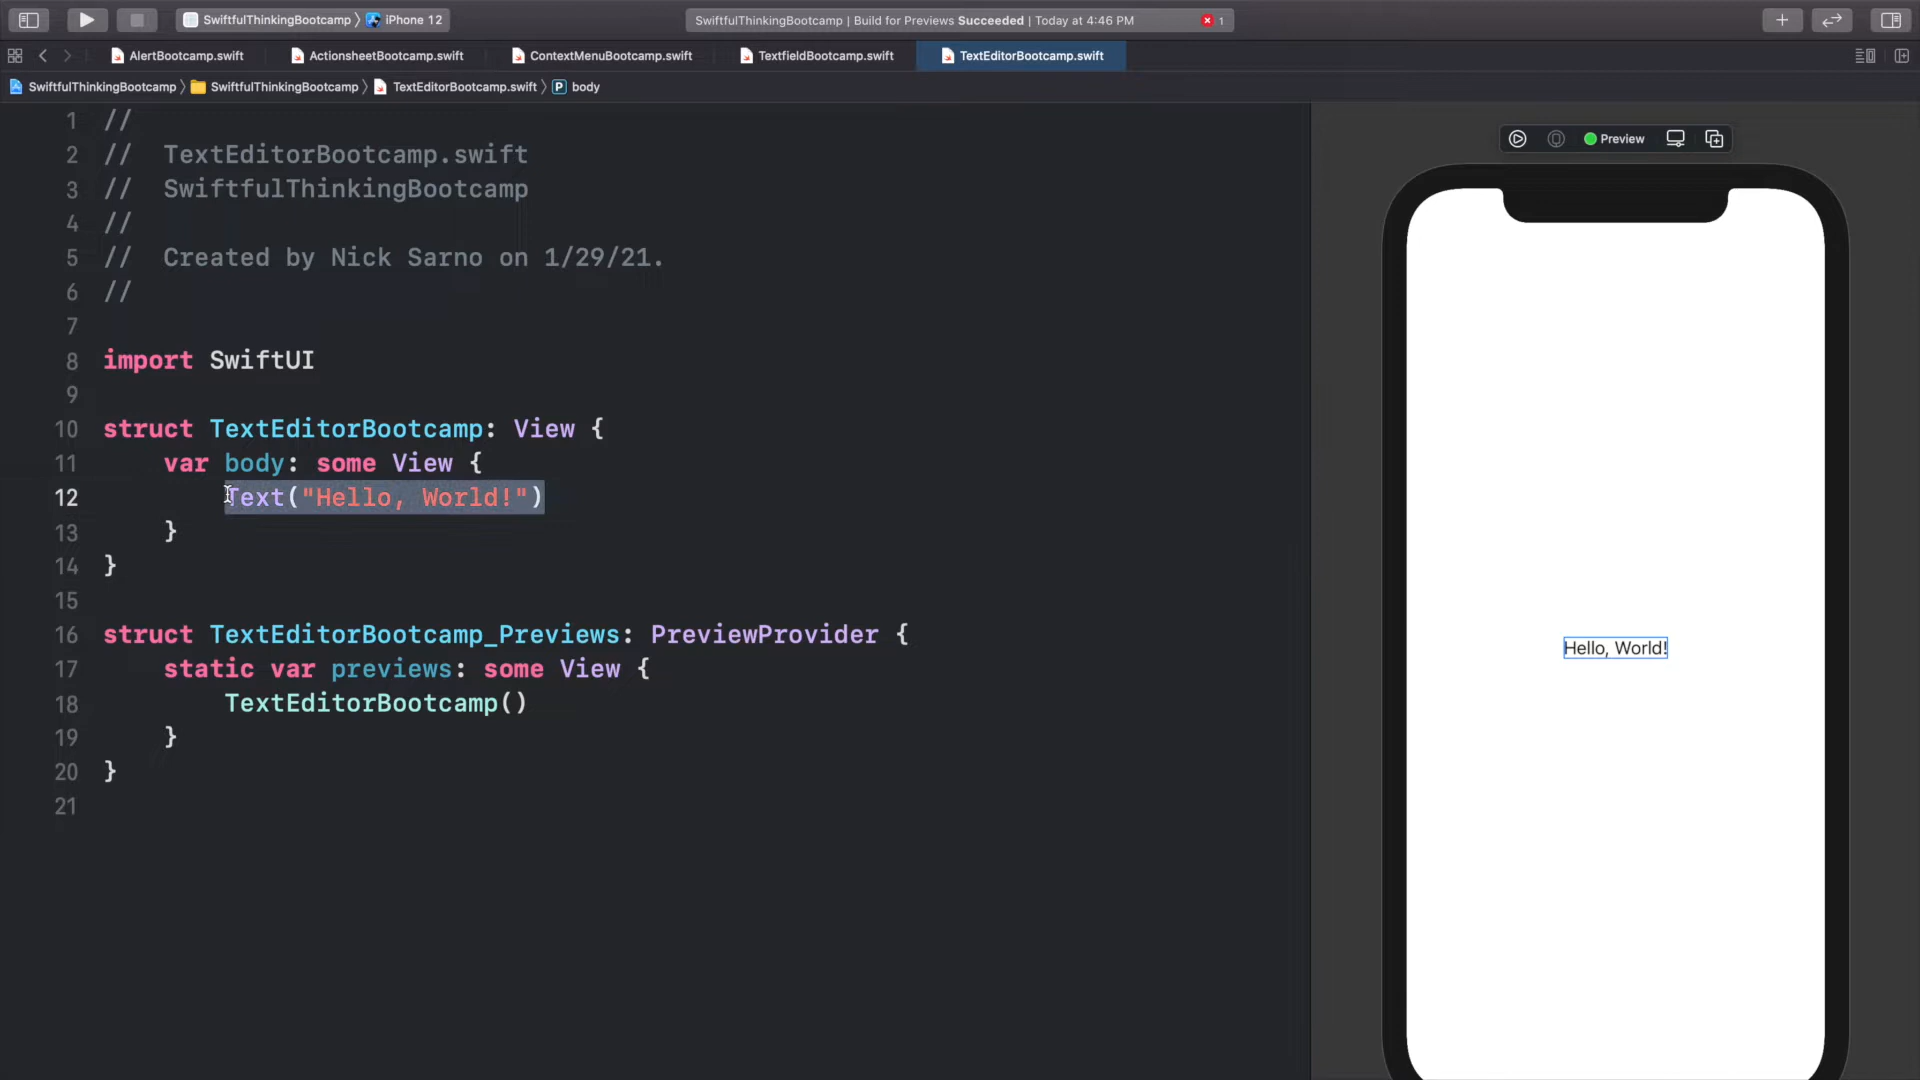 SwiftfulThinkingBootcamp 〉 iPhone 12
SwiftfulThinkingBootcamp | Build for Previews Succeeded | Today at 4:46 PM
1
AlertBootcamp.swift
ActionsheetBootcamp.swift
ContextMenuBootcamp.swift
TextfieldBootcamp.swift
TextEditorBootcamp.swift
SwiftfulThinkingBootcamp 〉 SwiftfulThinkingBootcamp 〉 TextEditorBootcamp.swift 〉 P body
1 //
2 //  TextEditorBootcamp.swift
3 //  SwiftfulThinkingBootcamp
4 //
5 //  Created by Nick Sarno on 1/29/21.
6 //
7
8 import SwiftUI
9
10 struct TextEditorBootcamp: View {
11     var body: some View {
12         Text("Hello, World!")
13     }
14 }
15
16 struct TextEditorBootcamp_Previews: PreviewProvider {
17     static var previews: some View {
18         TextEditorBootcamp()
19     }
20 }
21
Preview
Hello, World!